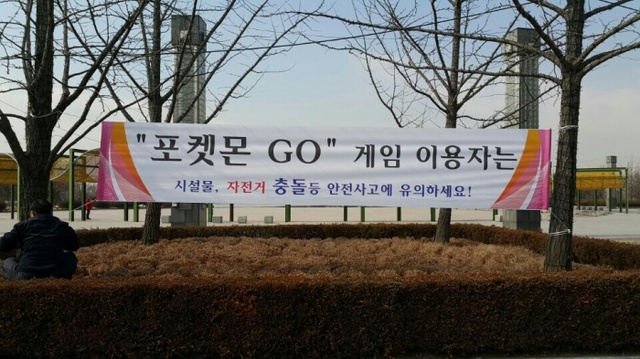 "포켓몬 GO" 게임 이용자는
시설물, 자전거 충돌등 안전사고에 유의하세요!